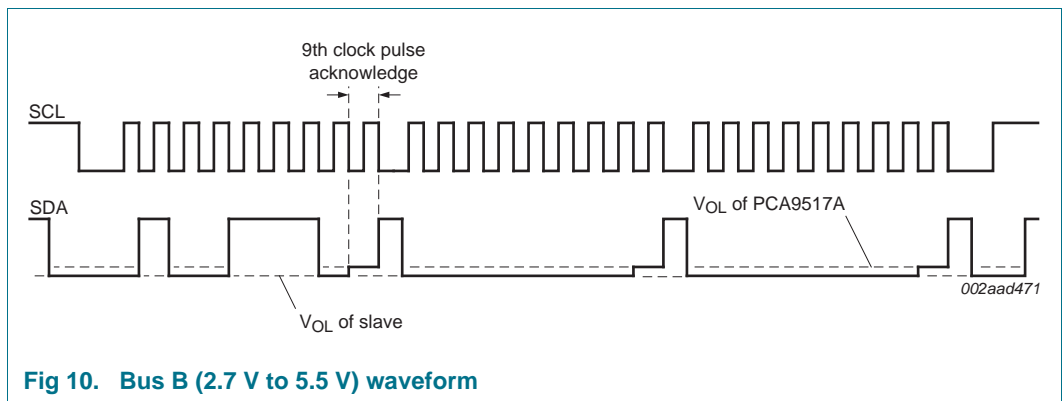 9th clock pulse
acknowledge
SCL
SDA
VOL of PCA9517A
002aad471
VOL of slave
Fig 10. Bus B (2.7 V to 5.5 V) waveform